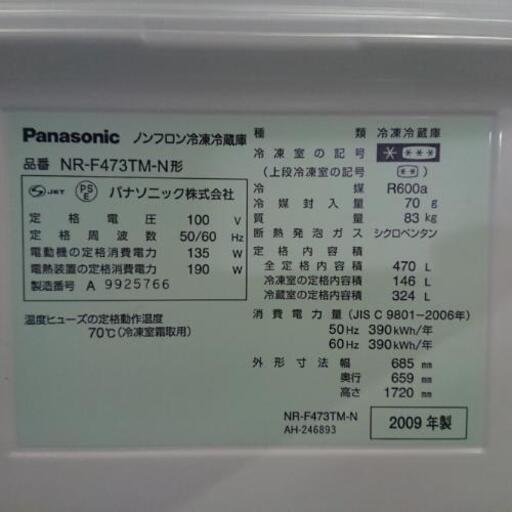 Panasonic ノンフロン冷凍冷蔵庫
品番 NR-F473TM-N形
JET PSE パナソニック株式会社
定格電圧 100 V
定格周波数 50/60 Hz
電動機の定格消費電力 135 W
電熱装置の定格消費電力 190 W
製造番号 A 9925766
温度ヒューズの定格動作温度
70℃(冷凍室霜取用)
種類 冷凍冷蔵庫
冷凍室の記号 * ***
(上段冷凍室の記号 **)
冷媒 R600a
冷媒封入量 70 g
質量 83 kg
断熱発泡ガス シクロペンタン
定格内容積
全定格内容積 470 L
冷凍室の定格内容積 146 L
冷蔵室の定格内容積 324 L
消費電力量(JIS C 9801-2006年)
50 Hz 390 kWh/年
60 Hz 390 kWh/年
外形寸法 幅 685 mm
奥行 659 mm
高さ 1720 mm
NR-F473TM-N
AH-246893
2009 年製